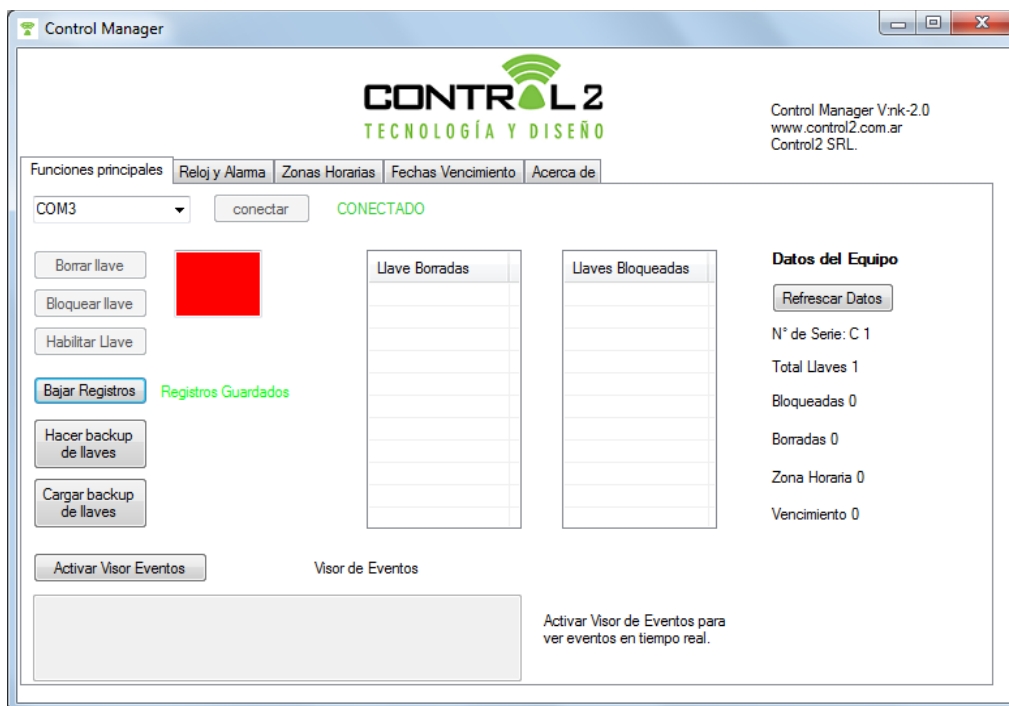 Control Manager
CONTROL 2
TECNOLOGÍA Y DISEÑO
Control Manager V:nk-2.0
www.control2.com.ar
Control2 SRL.
Funciones principales
Reloj y Alarma
Zonas Horarias
Fechas Vencimiento
Acerca de
COM3
conectar
CONECTADO
Borrar llave
Bloquear llave
Habilitar Llave
Bajar Registros
Registros Guardados
Hacer backup
de llaves
Cargar backup
de llaves
Llave Borradas
Llaves Bloqueadas
Datos del Equipo
Refrescar Datos
N° de Serie: C 1
Total Llaves 1
Bloqueadas 0
Borradas 0
Zona Horaria 0
Vencimiento 0
Activar Visor Eventos
Visor de Eventos
Activar Visor de Eventos para
ver eventos en tiempo real.